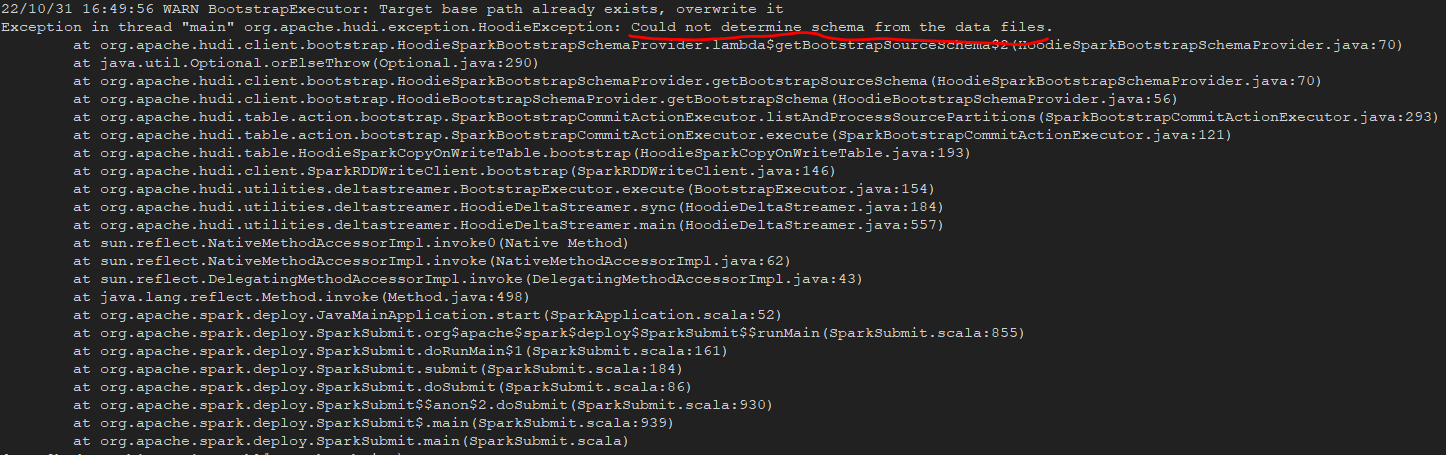 22/10/31 16:49:56 WARN BootstrapExecutor: Target base path already exists, overwrite it
Exception in thread "main" org.apache.hudi.exception.HoodieException: Could not determine schema from the data files.
at org.apache.hudi.client.bootstrap.HoodieSparkBootstrapSchemaProvider.lambda$getBootstrapSourceSchema$2(HoodieSparkBootstrapSchemaProvider.java:70)
at java.util.Optional.orElseThrow(Optional.java:290)
at org.apache.hudi.client.bootstrap.HoodieSparkBootstrapSchemaProvider.getBootstrapSourceSchema(HoodieSparkBootstrapSchemaProvider.java:70)
at org.apache.hudi.client.bootstrap.HoodieBootstrapSchemaProvider.getBootstrapSchema(HoodieBootstrapSchemaProvider.java:56)
at org.apache.hudi.table.action.bootstrap.SparkBootstrapCommitActionExecutor.listAndProcessSourcePartitions(SparkBootstrapCommitActionExecutor.java:293)
at org.apache.hudi.table.action.bootstrap.SparkBootstrapCommitActionExecutor.execute(SparkBootstrapCommitActionExecutor.java:121)
at org.apache.hudi.table.HoodieSparkCopyOnWriteTable.bootstrap(HoodieSparkCopyOnWriteTable.java:193)
at org.apache.hudi.client.SparkRDDWriteClient.bootstrap(SparkRDDWriteClient.java:146)
at org.apache.hudi.utilities.deltastreamer.BootstrapExecutor.execute(BootstrapExecutor.java:154)
at org.apache.hudi.utilities.deltastreamer.HoodieDeltaStreamer.sync(HoodieDeltaStreamer.java:184)
at org.apache.hudi.utilities.deltastreamer.HoodieDeltaStreamer.main(HoodieDeltaStreamer.java:557)
at sun.reflect.NativeMethodAccessorImpl.invoke0(Native Method)
at sun.reflect.NativeMethodAccessorImpl.invoke(NativeMethodAccessorImpl.java:62)
at sun.reflect.DelegatingMethodAccessorImpl.invoke(DelegatingMethodAccessorImpl.java:43)
at java.lang.reflect.Method.invoke(Method.java:498)
at org.apache.spark.deploy.JavaMainApplication.start(SparkApplication.scala:52)
at org.apache.spark.deploy.SparkSubmit.org$apache$spark$deploy$SparkSubmit$$runMain(SparkSubmit.scala:855)
at org.apache.spark.deploy.SparkSubmit.doRunMain$1(SparkSubmit.scala:161)
at org.apache.spark.deploy.SparkSubmit.submit(SparkSubmit.scala:184)
at org.apache.spark.deploy.SparkSubmit.doSubmit(SparkSubmit.scala:86)
at org.apache.spark.deploy.SparkSubmit$$anon$2.doSubmit(SparkSubmit.scala:930)
at org.apache.spark.deploy.SparkSubmit$.main(SparkSubmit.scala:939)
at org.apache.spark.deploy.SparkSubmit.main(SparkSubmit.scala)